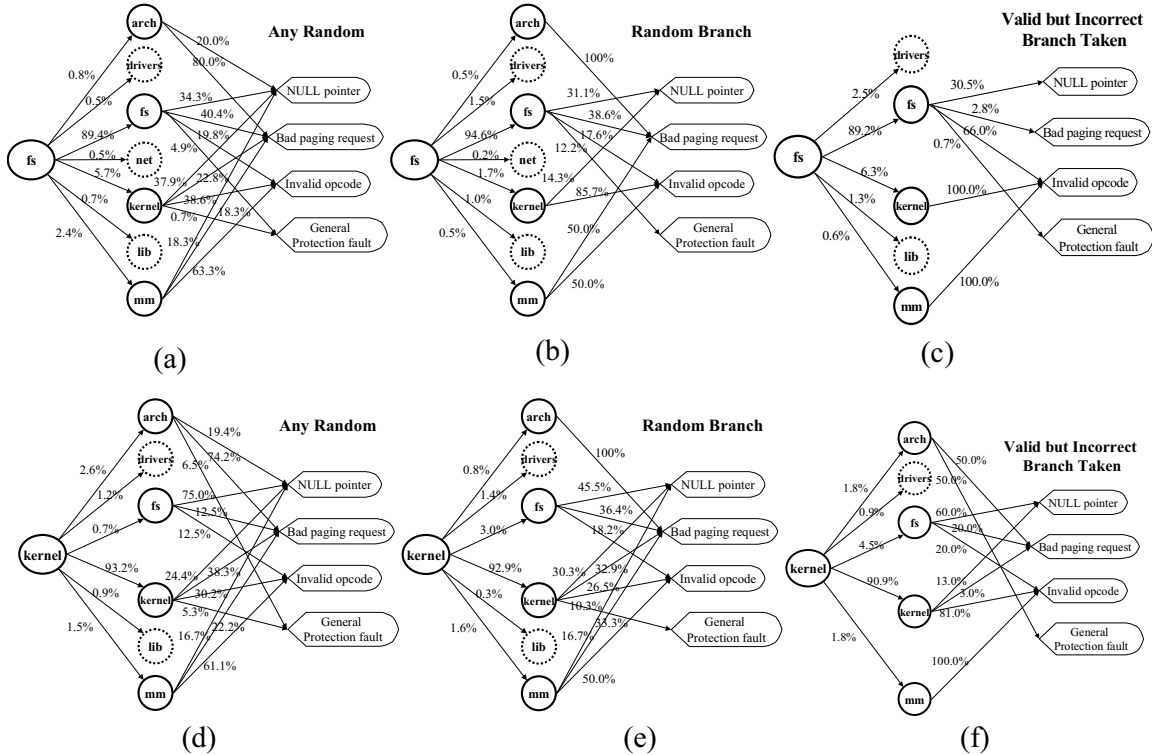 arch
Any Random
20.0%
80.0%
0.8%
drivers
NULL pointer
0.5%
34.3%
fs
40.4%
89.4%
19.8%
Bad paging request
fs
0.5%
4.9%
net
5.7%
37.9%
22.8%
Invalid opcode
kernel
38.6%
0.7%
0.7%
18.3%
General
Protection fault
2.4%
18.3%
lib
63.3%
mm
(a)
arch
Random Branch
100%
0.5%
drivers
NULL pointer
1.5%
31.1%
fs
38.6%
94.6%
17.6%
Bad paging request
fs
0.2%
12.2%
net
1.7%
14.3%
Invalid opcode
kernel
85.7%
1.0%
General
Protection fault
0.5%
50.0%
lib
50.0%
mm
(b)
Valid but Incorrect
Branch Taken
drivers
30.5%
NULL pointer
2.5%
fs
2.8%
89.2%
66.0%
Bad paging request
fs
0.7%
6.3%
100.0%
Invalid opcode
kernel
1.3%
General
Protection fault
0.6%
lib
100.0%
mm
(c)
arch
Any Random
19.4%
74.2%
2.6%
drivers
6.5%
NULL pointer
1.2%
75.0%
fs
12.5%
0.7%
12.5%
Bad paging request
kernel
93.2%
24.4%
38.3%
Invalid opcode
kernel
30.2%
0.9%
5.3%
22.2%
General
Protection fault
1.5%
16.7%
lib
61.1%
mm
(d)
arch
Random Branch
100%
0.8%
drivers
NULL pointer
1.4%
45.5%
fs
36.4%
3.0%
18.2%
Bad paging request
kernel
92.9%
30.3%
32.9%
Invalid opcode
kernel
26.5%
0.3%
10.3%
33.3%
General
Protection fault
1.6%
16.7%
lib
50.0%
mm
(e)
arch
Valid but Incorrect
Branch Taken
50.0%
1.8%
drivers
50.0%
NULL pointer
0.9%
60.0%
fs
20.0%
4.5%
20.0%
Bad paging request
kernel
90.9%
13.0%
Invalid opcode
kernel
3.0%
81.0%
General
Protection fault
1.8%
100.0%
mm
(f)